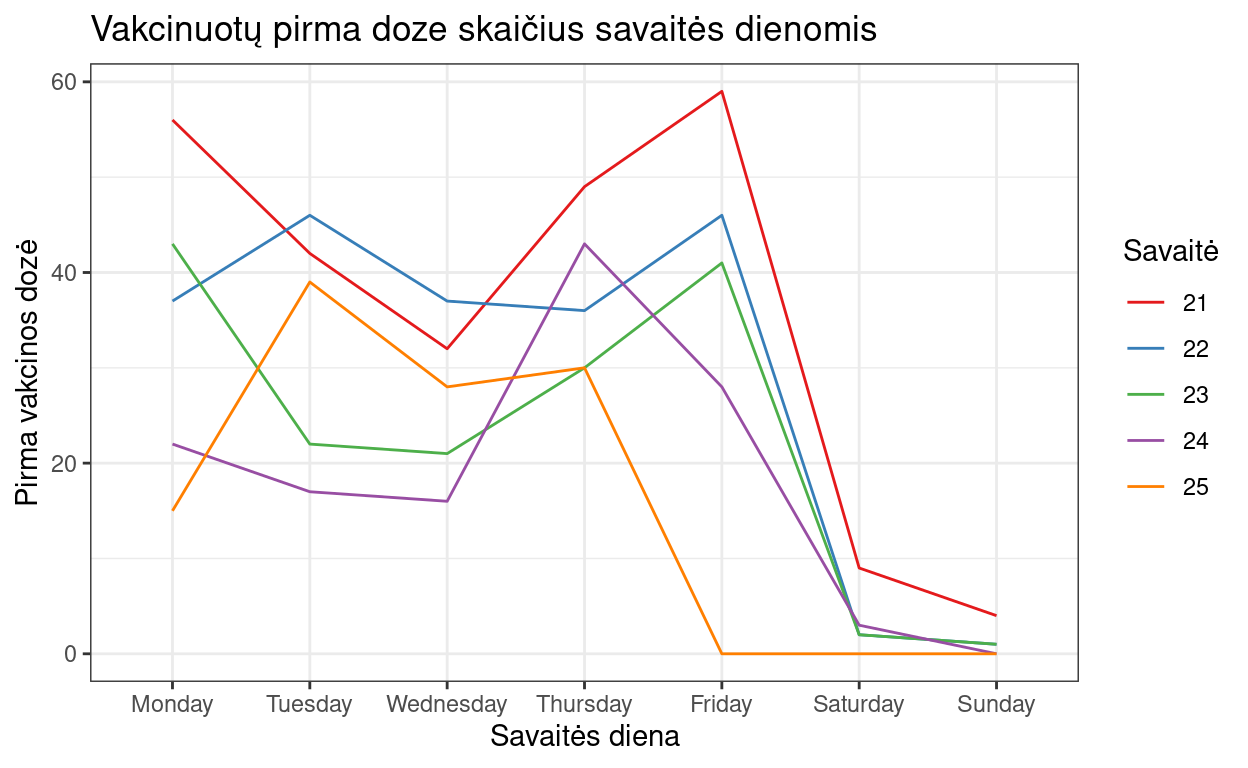 Vakcinuotų pirma doze skaičius savaitės dienomis
Pirma vakcinos dozė
60
40
20
0
Monday Tuesday Wednesday Thursday Friday Saturday Sunday
Savaitės diena
Savaitė
21
22
23
24
25